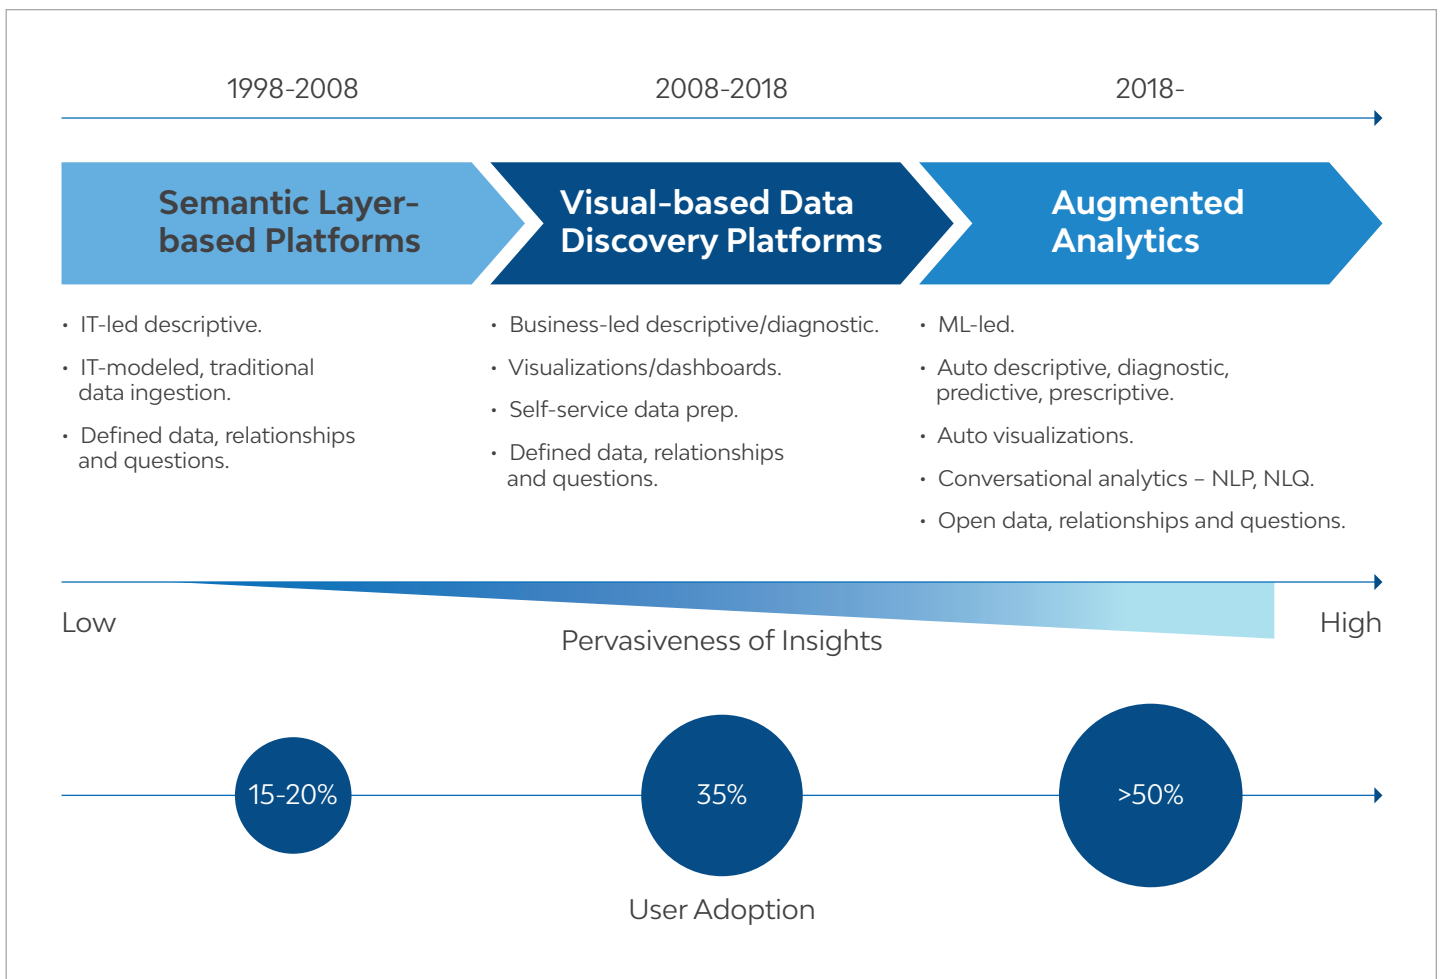 1998-2008
2008-2018
2018-
Semantic Layer-
based Platforms
Visual-based Data
Discovery Platforms
Augmented
Analytics
• IT-led descriptive.
• IT-modeled, traditional
data ingestion.
• Defined data, relationships
and questions.
• Business-led descriptive/diagnostic.
• Visualizations/dashboards.
• Self-service data prep.
• Defined data, relationships
and questions.
• ML-led.
• Auto descriptive, diagnostic,
predictive, prescriptive.
• Auto visualizations.
• Conversational analytics – NLP, NLQ.
• Open data, relationships and questions.
Low
Pervasiveness of Insights
High
15-20%
35%
>50%
User Adoption